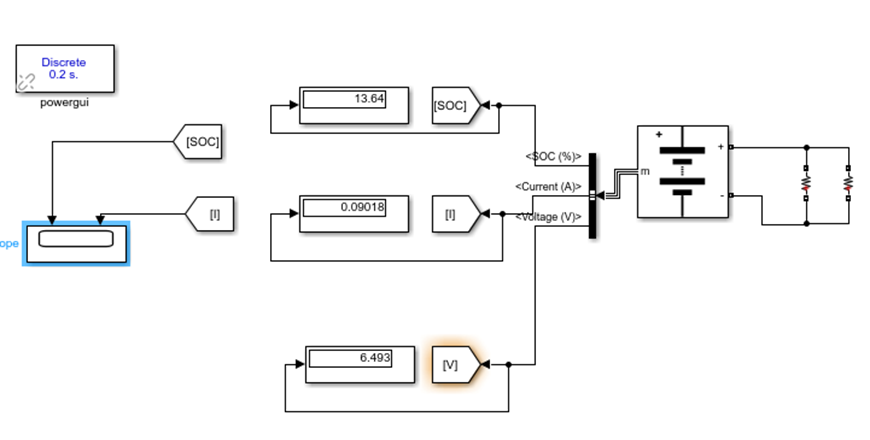 Discrete
0.2 s.
powergui
[SOC]
[I]
ope
13.64
[SOC]
<SOC (%)>
<Current (A)>
0.09018
[I]
<Voltage (V)>
6.493
[V]
m
+
+
-